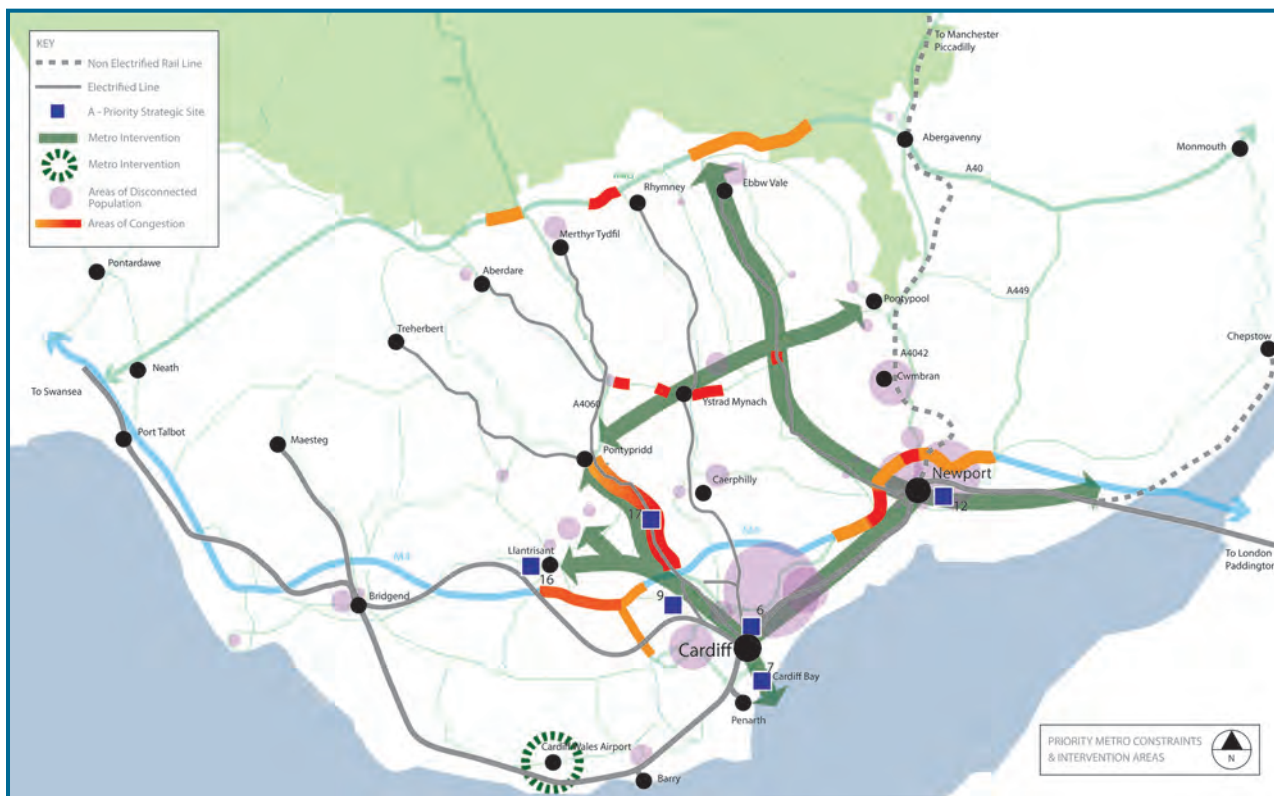 KEY
Non Electrified Rail Line
Electrified Line
A - Priority Strategic Site
Metro Intervention
Metro Intervention
Areas of Disconnected
Population
Areas of Congestion
To Manchester
Piccadilly
Abergavenny
Monmouth
A40
Ebbw Vale
Rhymney
Merthyr Tydfil
Pontardawe
Aberdare
Pontypool
A449
Treherbert
Chepstow
A4042
Neath
Cwmbran
To Swansea
Ystrad Mynach
A4060
Port Talbot
Maesteg
Pontypridd
Newport
Caerphilly
12
17
Llantrisant
16
To London
Paddington
9
Bridgend
6
Cardiff
7
Cardiff Bay
Penarth
Cardiff Wales Airport
Barry
PRIORITY METRO CONSTRAINTS
& INTERVENTION AREAS
N